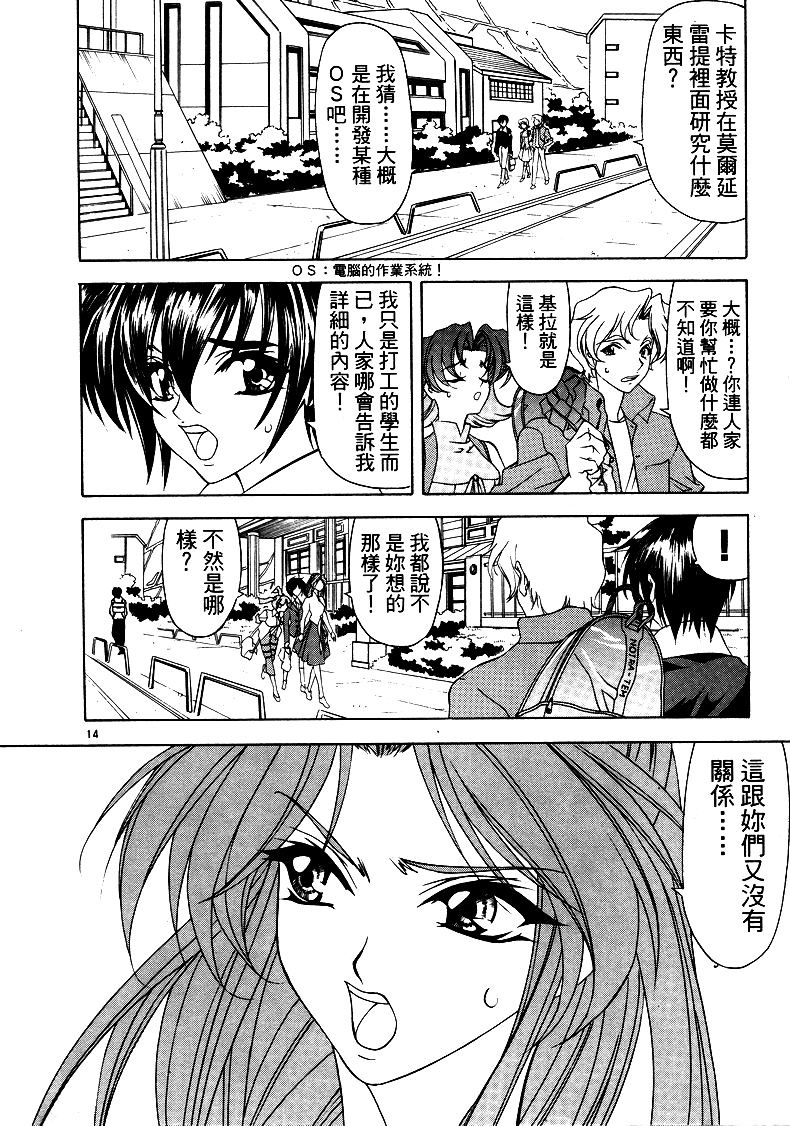 卡特教授在莫爾延
雷提裡面研究什麼
東西？
我猜……大概
是在開發某種
ＯＳ吧……
ＯＳ：電腦的作業系統！
大概…？你連人家
要你幫忙做什麼都
不知道啊！
基拉就是
這樣！
我只是打工的學生而
已，人家哪會告訴我
詳細的內容！
！
我都說不
是妳想的
那樣了！
不然是哪
樣？
HOT PA-TEM
14
這跟妳們又沒有
關係……